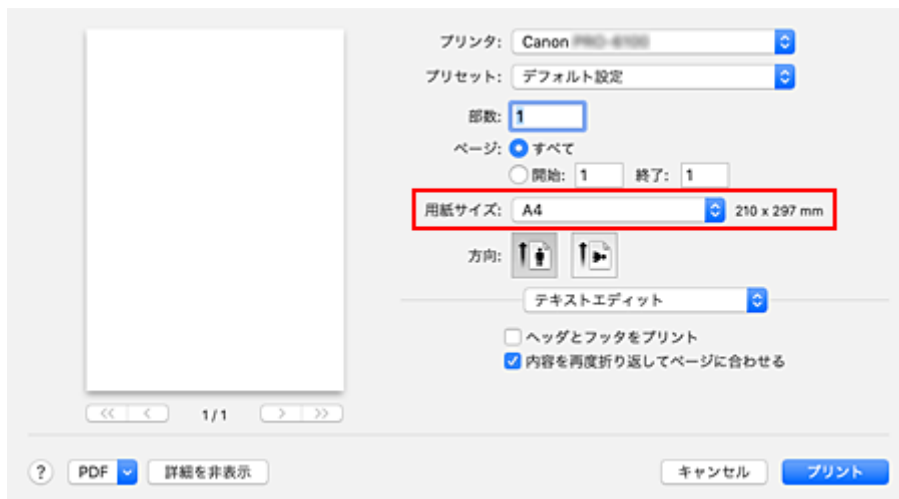 プリンタ: Canon
プリセット: デフォルト設定
部数: 1
ページ: すべて
開始: 1 終了: 1
用紙サイズ: A4 210 x 297 mm
方向:
テキストエディット
ヘッダとフッタをプリント
内容を再度折り返してページに合わせる
<< < 1/1 > >>
? PDF 詳細を非表示 キャンセル プリント